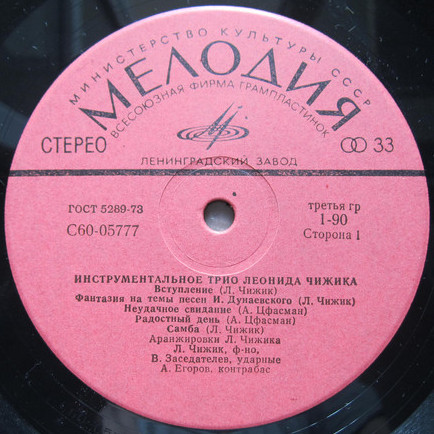 МИНИСТЕРСТВО КУЛЬТУРЫ СССР
МЕЛОДИЯ
ВСЕСОЮЗНАЯ ФИРМА ГРАМПЛАСТИНОК
СТЕРЕО
33
ЛЕНИНГРАДСКИЙ ЗАВОД
ГОСТ 5289-73
третья гр
С60-05777
1-90
Сторона 1
ИНСТРУМЕНТАЛЬНОЕ ТРИО ЛЕОНИДА ЧИЖИКА
Вступление (Л. Чижик)
Фантазия на темы песен И. Дунаевского (Л. Чижик)
Неудачное свидание (А. Цфасман)
Радостный день (А. Цфасман)
Самба (Л. Чижик)
Аранжировки Л. Чижика
Л. Чижик, ф-но,
В. Заседателев, ударные
А. Егоров, контрабас